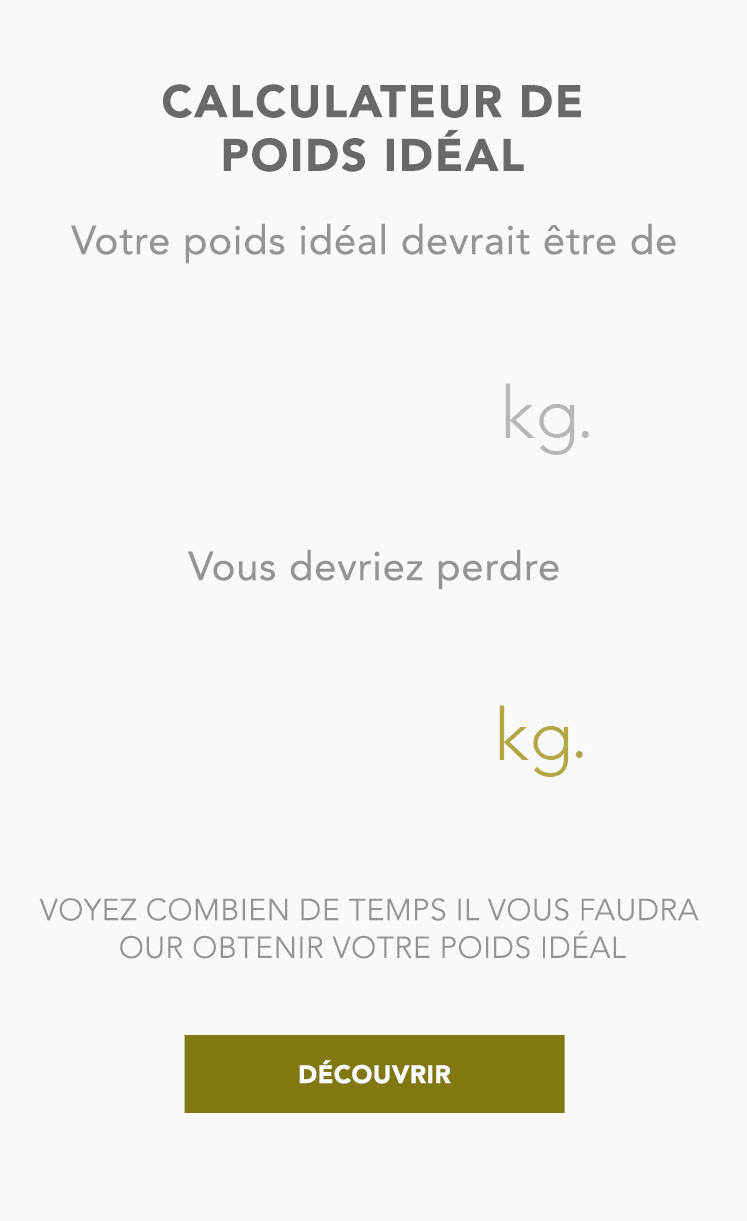 CALCULATEUR DE
POIDS IDÉAL
Votre poids idéal devrait être de
kg.
Vous devriez perdre
kg.
VOYEZ COMBIEN DE TEMPS IL VOUS FAUDRA
OUR OBTENIR VOTRE POIDS IDÉAL
DÉCOUVRIR